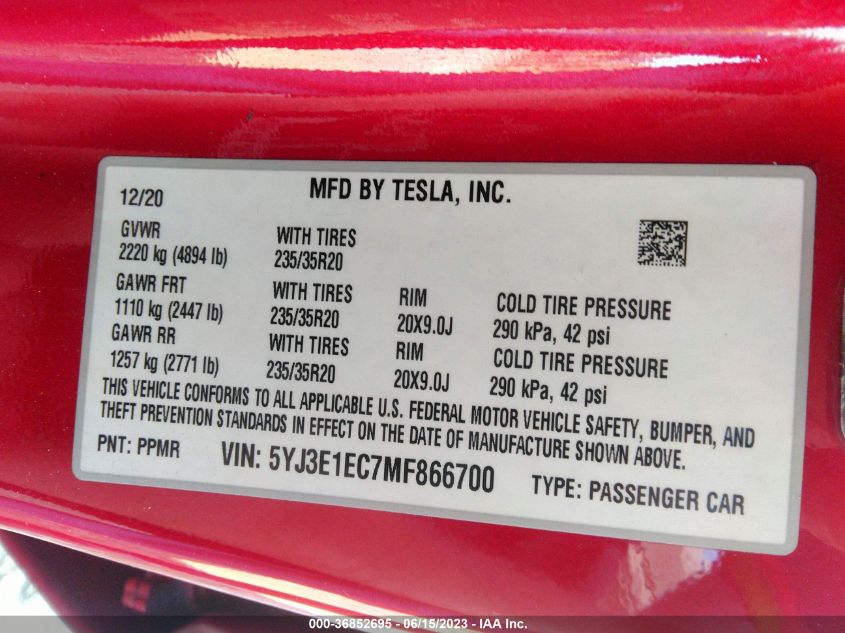 12/20 MFD BY TESLA, INC.
GVWR
2220 kg (4894 lb) WITH TIRES
235/35R20
GAWR FRT
1110 kg (2447 lb) WITH TIRES RIM COLD TIRE PRESSURE
235/35R20 20X9.0J 290 kPa, 42 psi
GAWR RR
1257 kg (2771 lb) WITH TIRES RIM COLD TIRE PRESSURE
235/35R20 20X9.0J 290 kPa, 42 psi
THIS VEHICLE CONFORMS TO ALL APPLICABLE U.S. FEDERAL MOTOR VEHICLE SAFETY, BUMPER, AND
THEFT PREVENTION STANDARDS IN EFFECT ON THE DATE OF MANUFACTURE SHOWN ABOVE.
PNT: PPMR VIN: 5YJ3E1EC7MF866700 TYPE: PASSENGER CAR
000-36852695 - 06/15/2023 - IAA Inc.